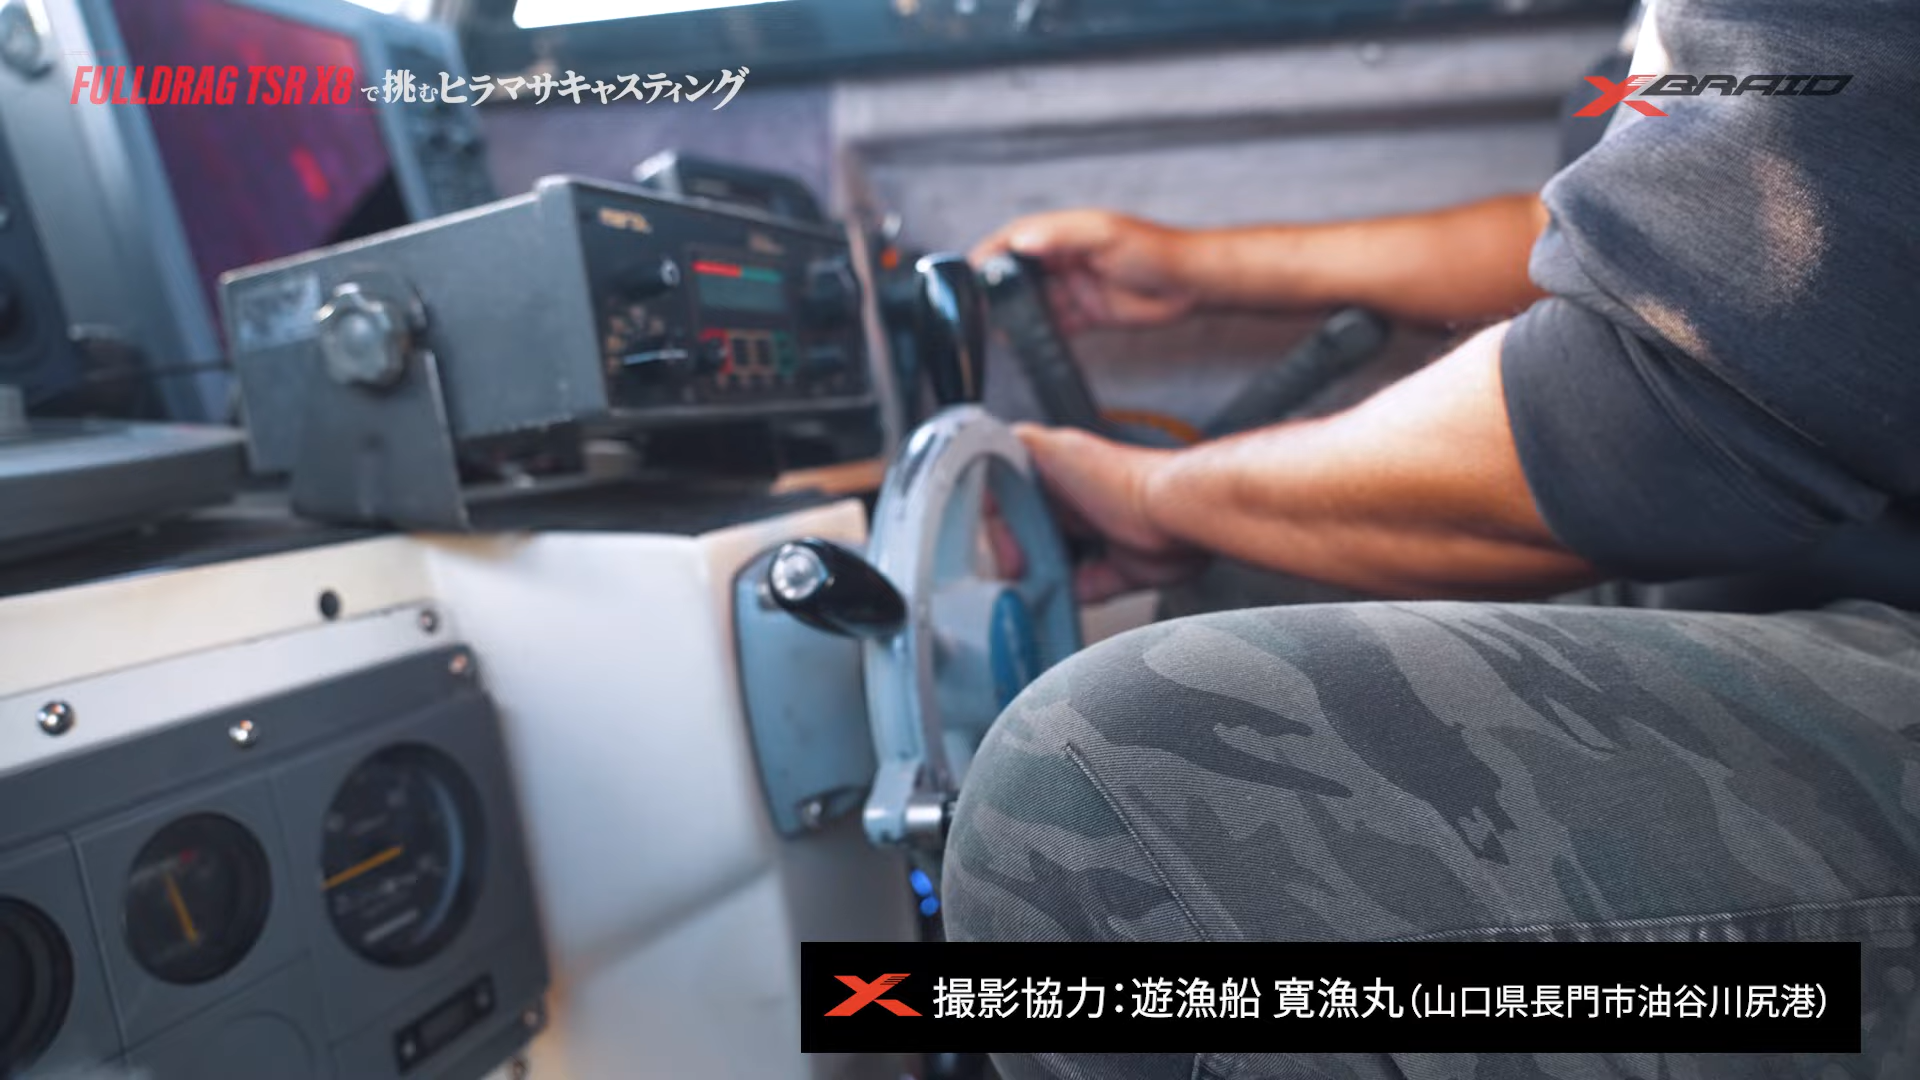 FULLDRAG TSR X8で挑むヒラマサキャスティング
XBRAID
撮影協力：遊漁船 寛漁丸（山口県長門市油谷川尻港）